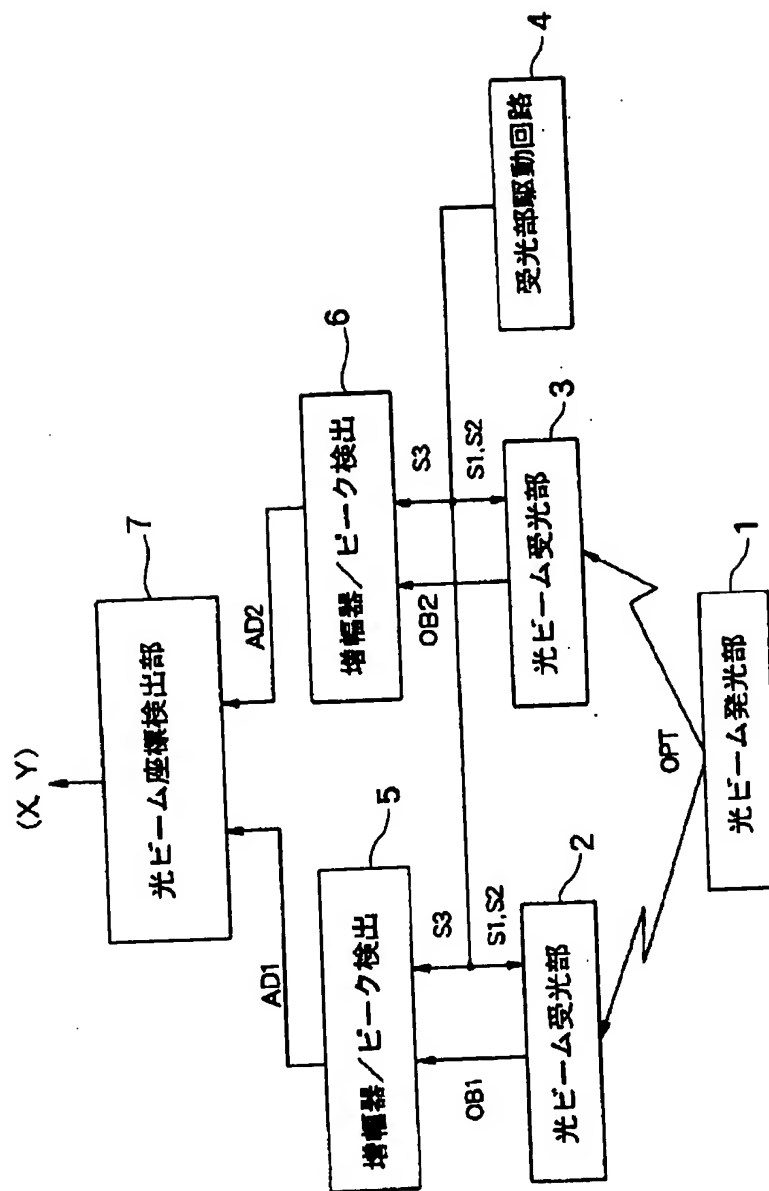 (X, Y)
7
光ビーム座標検出部
AD1
AD2
5
増幅器／ピーク検出
6
増幅器／ピーク検出
S3
S3
OB1
S1,S2
OB2
S1,S2
2
光ビーム受光部
3
光ビーム受光部
4
受光部駆動回路
OPT
1
光ビーム発光部